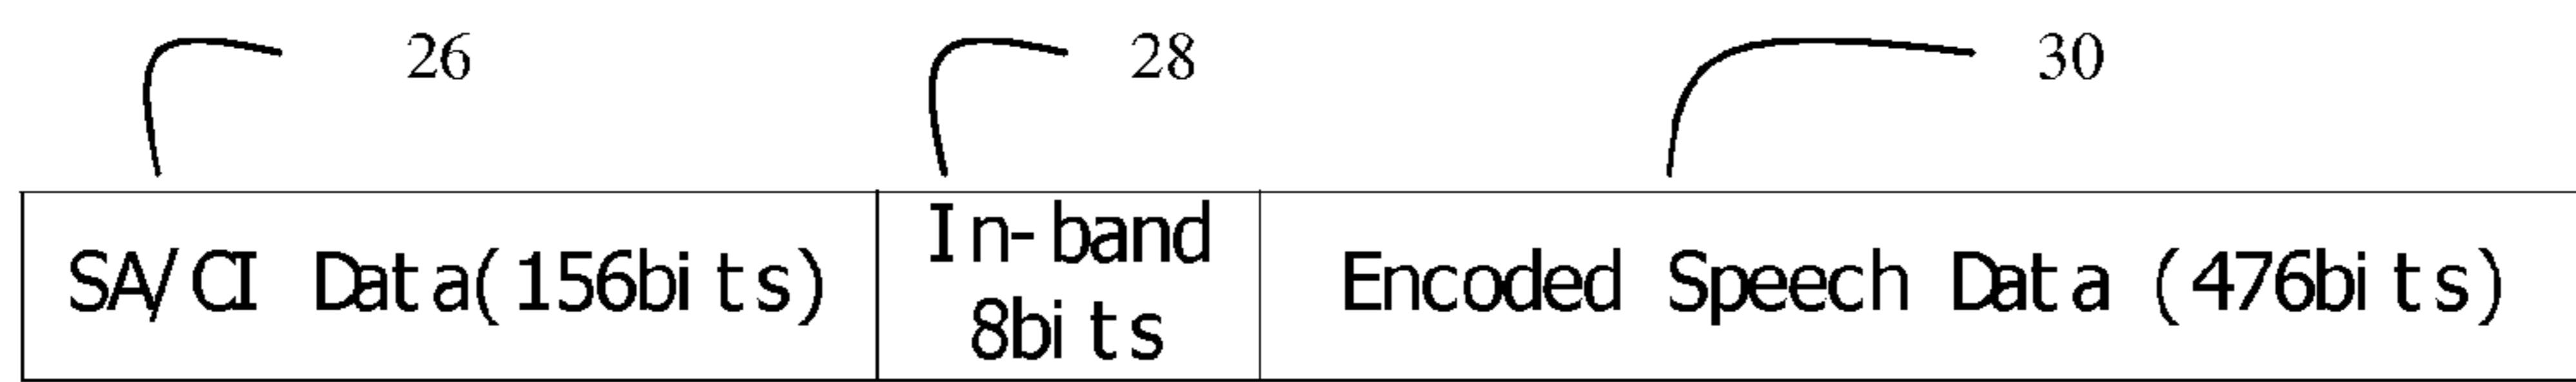 26 28 30
SA/CI Data(156bits)
In-band
8bits
Encoded Speech Data (476bits)